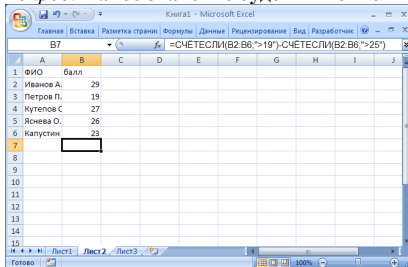 Книга1 - Microsoft Excel
Главная Вставка Разметка страниц Формулы Данные Рецензирование Вид Разработчик
B7 fx =СЧЁТЕСЛИ(B2:B6;">19")-СЧЁТЕСЛИ(B2:B6;">25")
A B C D E F G H I J
1 ФИО балл
2 Иванов А. 29
3 Петров П. 19
4 Кутепов С 27
5 Яснева О. 26
6 Капустин 23
7
8
9
10
11
12
13
14
15
Лист1 Лист2 Лист3
Готово 100%